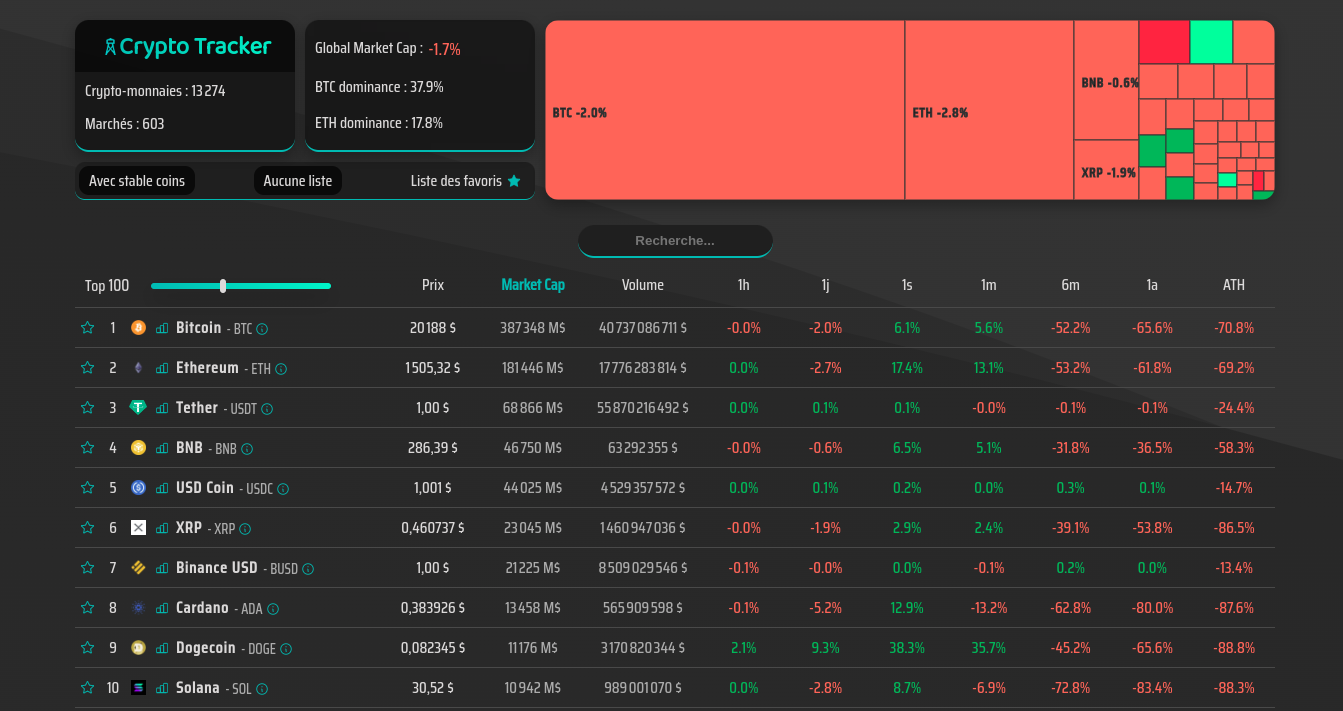 Crypto Tracker
Crypto-monnaies : 13 274
Marchés : 603
Global Market Cap : -1.7%
BTC dominance : 37.9%
ETH dominance : 17.8%
Avec stable coins
Aucune liste
Liste des favoris
BTC -2.0%
ETH -2.8%
BNB -0.6%
XRP -1.9%
Recherche...
Top 100 Prix Market Cap Volume 1h 1j 1s 1m 6m 1a ATH
1 Bitcoin - BTC 20 188 $ 387 348 M$ 40 737 086 711 $ -0.0% -2.0% 6.1% 5.6% -52.2% -65.6% -70.8%
2 Ethereum - ETH 1 505,32 $ 181 446 M$ 17 776 283 814 $ 0.0% -2.7% 17.4% 13.1% -53.2% -61.8% -69.2%
3 Tether - USDT 1,00 $ 68 866 M$ 55 870 216 492 $ 0.0% 0.1% 0.1% -0.0% -0.1% -0.1% -24.4%
4 BNB - BNB 286,39 $ 46 750 M$ 63 292 355 $ -0.0% -0.6% 6.5% 5.1% -31.8% -36.5% -58.3%
5 USD Coin - USDC 1,001 $ 44 025 M$ 4 529 357 572 $ 0.0% 0.1% 0.2% 0.0% 0.3% 0.1% -14.7%
6 XRP - XRP 0,460737 $ 23 045 M$ 1 460 947 036 $ -0.0% -1.9% 2.9% 2.4% -39.1% -53.8% -86.5%
7 Binance USD - BUSD 1,00 $ 21 225 M$ 8 509 029 546 $ -0.1% -0.0% 0.0% -0.1% 0.2% 0.0% -13.4%
8 Cardano - ADA 0,383926 $ 13 458 M$ 565 909 598 $ -0.1% -5.2% 12.9% -13.2% -62.8% -80.0% -87.6%
9 Dogecoin - DOGE 0,082345 $ 11 176 M$ 3 170 820 344 $ 2.1% 9.3% 38.3% 35.7% -45.2% -65.6% -88.8%
10 Solana - SOL 30,52 $ 10 942 M$ 989 001 070 $ 0.0% -2.8% 8.7% -6.9% -72.8% -83.4% -88.3%